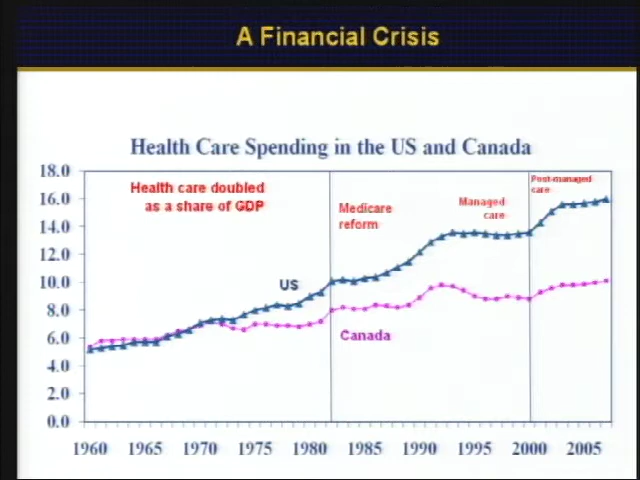 A Financial Crisis
Health Care Spending in the US and Canada
18.0
16.0
14.0
12.0
10.0
8.0
6.0
4.0
2.0
0.0
Health care doubled
as a share of GDP
Medicare
reform
Managed
care
Post-managed
care
US
Canada
1960 1965 1970 1975 1980 1985 1990 1995 2000 2005